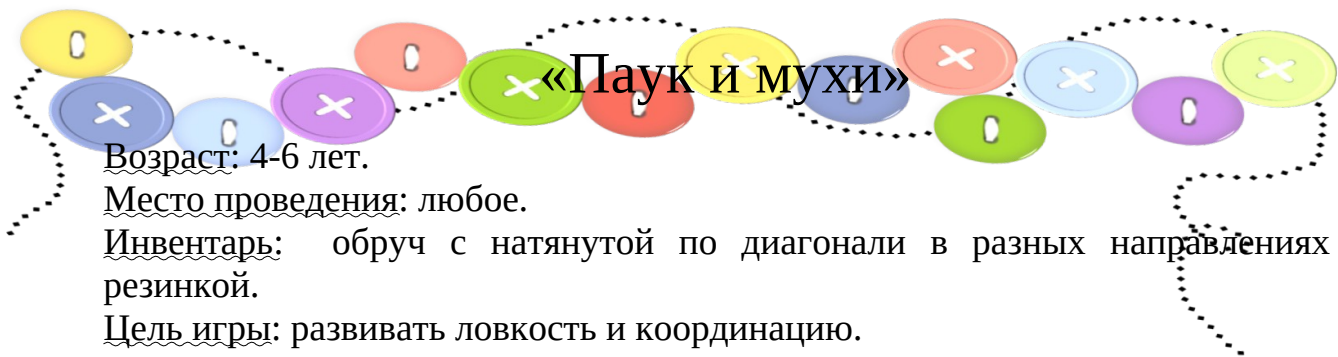 «Паук и мухи»
Возраст: 4-6 лет.
Место проведения: любое.
Инвентарь: обруч с натянутой по диагонали в разных направлениях
резинкой.
Цель игры: развивать ловкость и координацию.